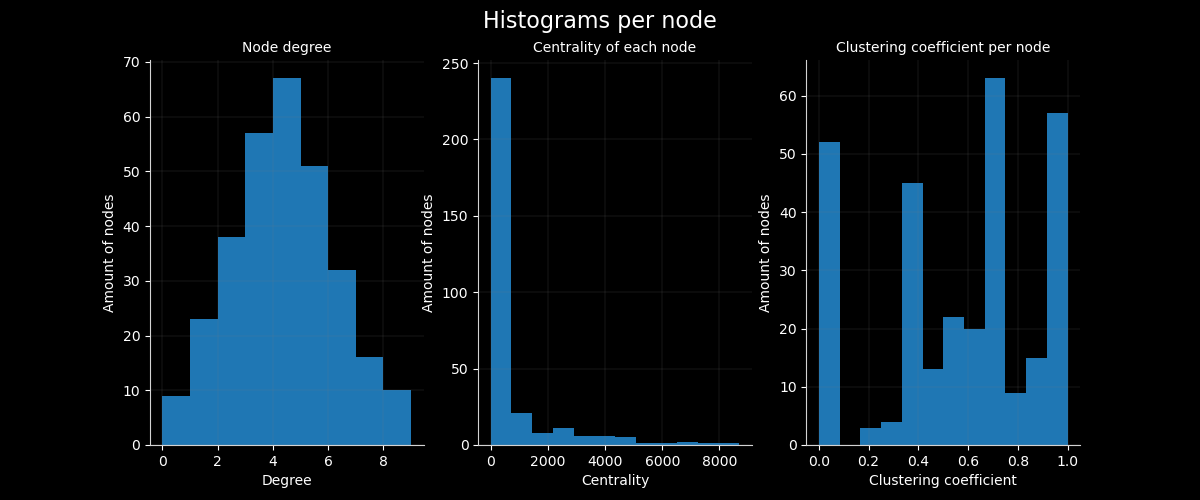 Histograms per node
Node degree
Amount of nodes
70
60
50
40
30
20
10
0
0 2 4 6 8
Degree
Centrality of each node
Amount of nodes
250
200
150
100
50
0
0 2000 4000 6000 8000
Centrality
Clustering coefficient per node
Amount of nodes
60
50
40
30
20
10
0
0.0 0.2 0.4 0.6 0.8 1.0
Clustering coefficient